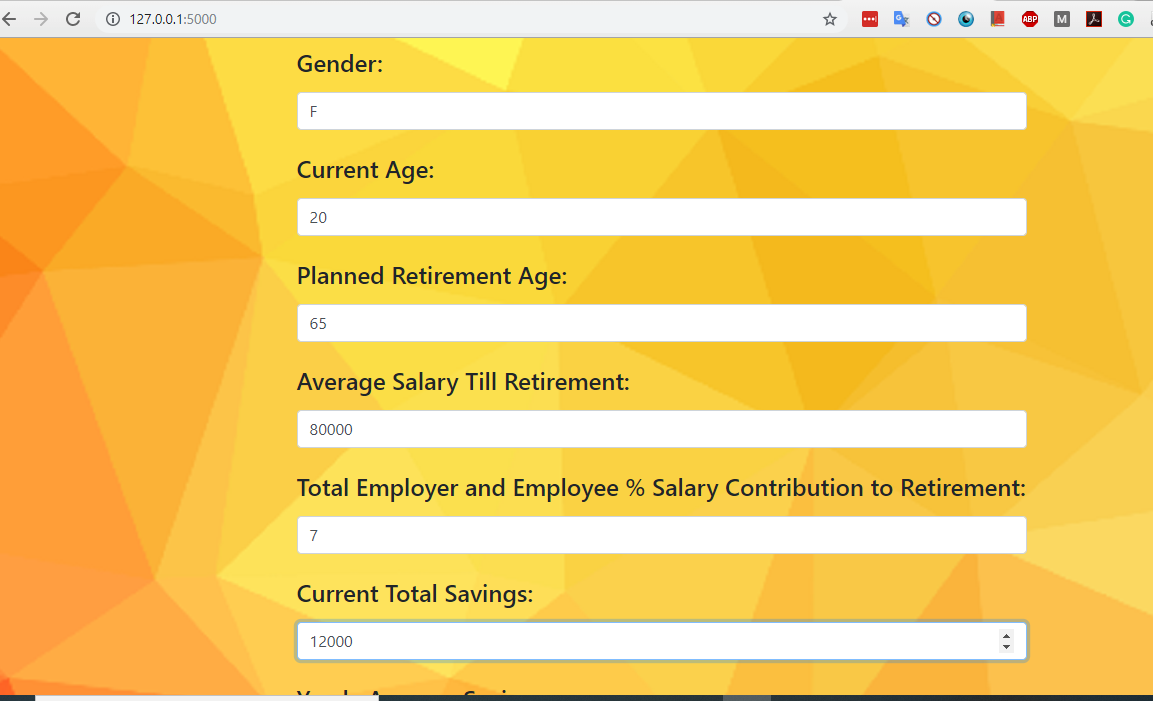 127.0.0.1:5000
ABP
M
G
Gender:
F
Current Age:
20
Planned Retirement Age:
65
Average Salary Till Retirement:
80000
Total Employer and Employee % Salary Contribution to Retirement:
7
Current Total Savings:
12000